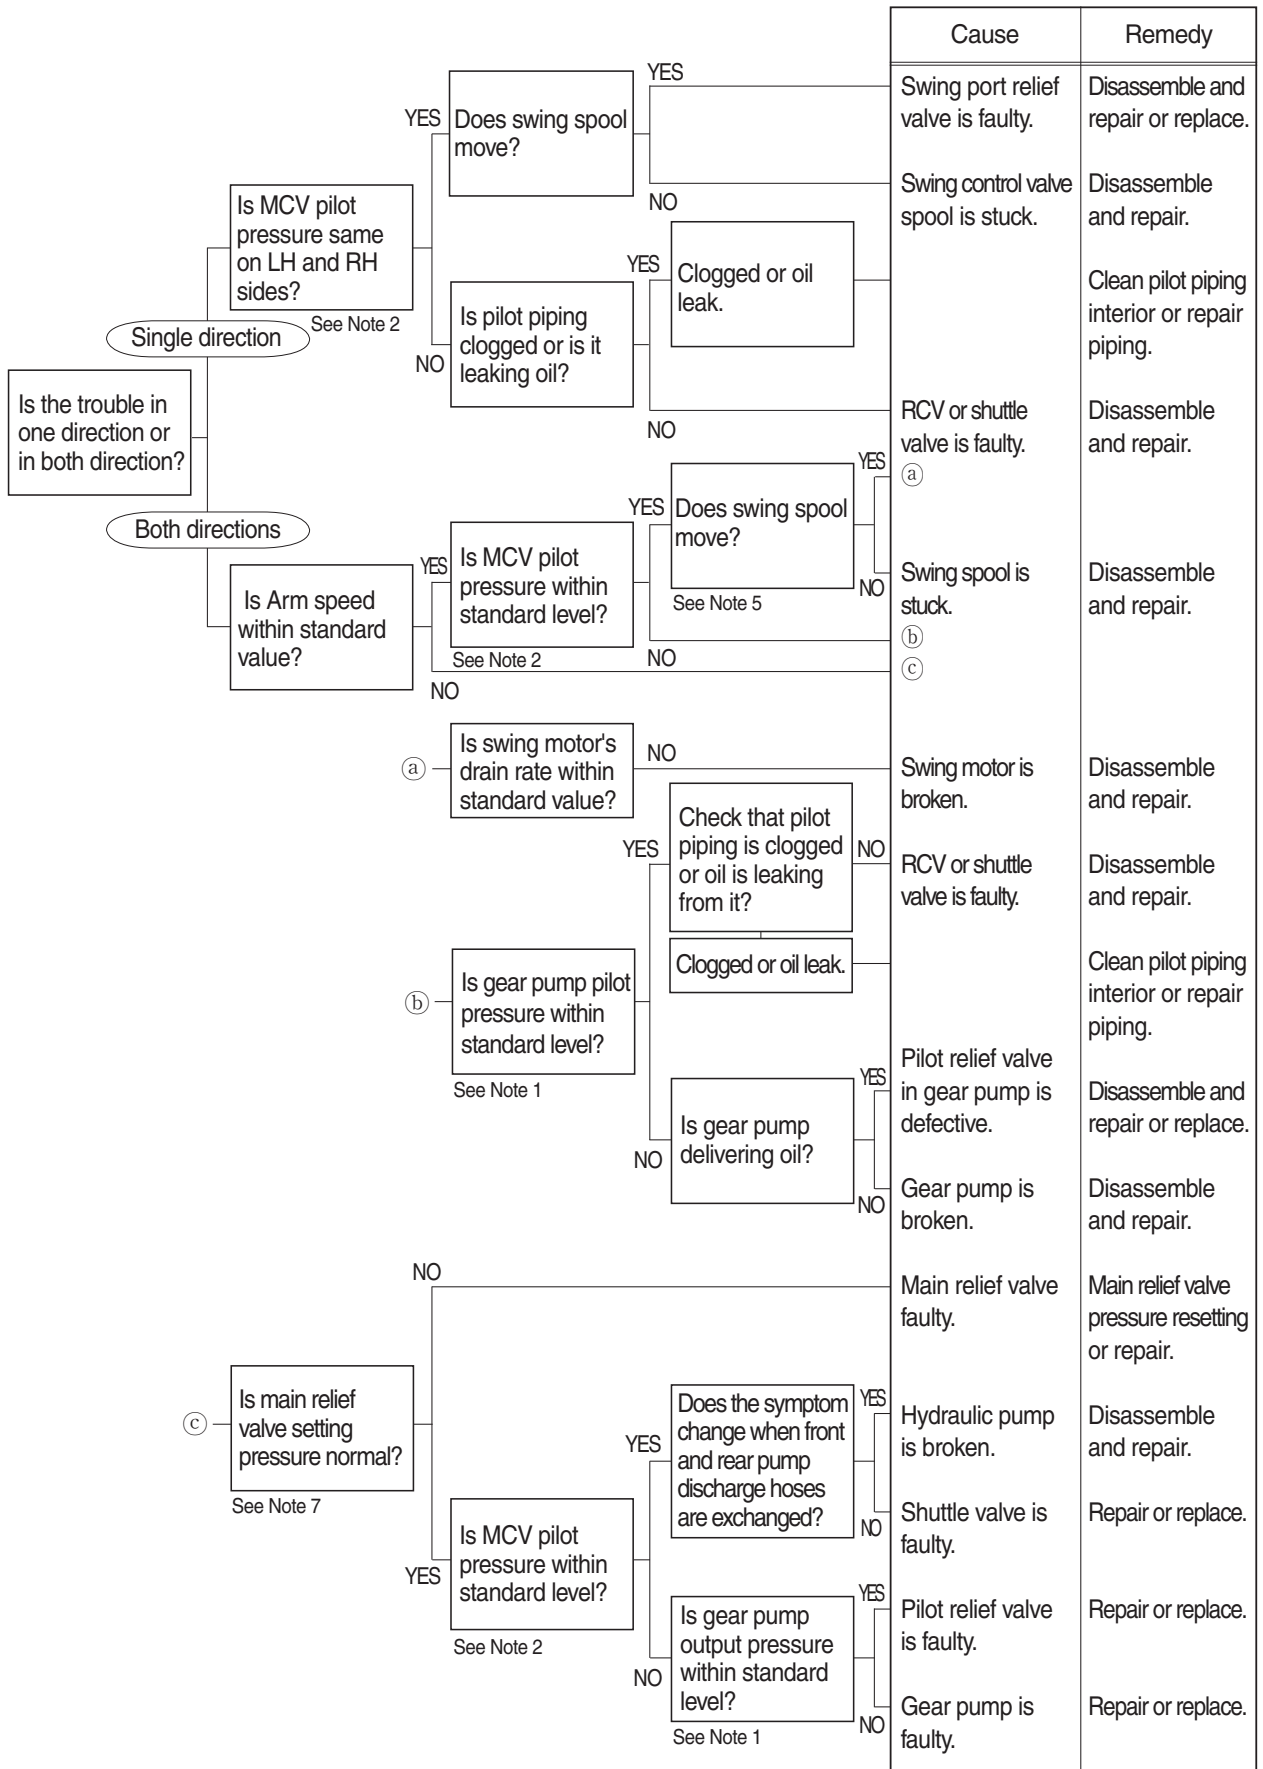 Cause
Remedy
YES
Swing port relief
valve is faulty.
Disassemble and
repair or replace.
YES
Does swing spool
move?
NO
Swing control valve
spool is stuck.
Disassemble
and repair.
Is MCV pilot
pressure same
on LH and RH
sides?
See Note 2
YES
Clogged or oil
leak.
Clean pilot piping
interior or repair
piping.
NO
Is pilot piping
clogged or is it
leaking oil?
Single direction
Is the trouble in
one direction or
in both direction?
NO
RCV or shuttle
valve is faulty.
Disassemble
and repair.
YES
ⓐ
YES
Does swing spool
move?
See Note 5
Both directions
YES
Is MCV pilot
pressure within
standard level?
See Note 2
NO
Swing spool is
stuck.
Disassemble
and repair.
Is Arm speed
within standard
value?
NO
ⓑ
NO
ⓒ
ⓐ
Is swing motor's
drain rate within
standard value?
NO
Swing motor is
broken.
Disassemble
and repair.
YES
Check that pilot
piping is clogged
or oil is leaking
from it?
NO
RCV or shuttle
valve is faulty.
Disassemble
and repair.
Clogged or oil leak.
Clean pilot piping
interior or repair
piping.
ⓑ
Is gear pump pilot
pressure within
standard level?
See Note 1
YES
Pilot relief valve
in gear pump is
defective.
Disassemble and
repair or replace.
NO
Is gear pump
delivering oil?
NO
Gear pump is
broken.
Disassemble
and repair.
NO
Main relief valve
faulty.
Main relief valve
pressure resetting
or repair.
ⓒ
Is main relief
valve setting
pressure normal?
See Note 7
YES
Does the symptom
change when front
and rear pump
discharge hoses
are exchanged?
YES
Hydraulic pump
is broken.
Disassemble
and repair.
NO
Shuttle valve is
faulty.
Repair or replace.
YES
Is MCV pilot
pressure within
standard level?
See Note 2
NO
Is gear pump
output pressure
within standard
level?
See Note 1
YES
Pilot relief valve
is faulty.
Repair or replace.
NO
Gear pump is
faulty.
Repair or replace.